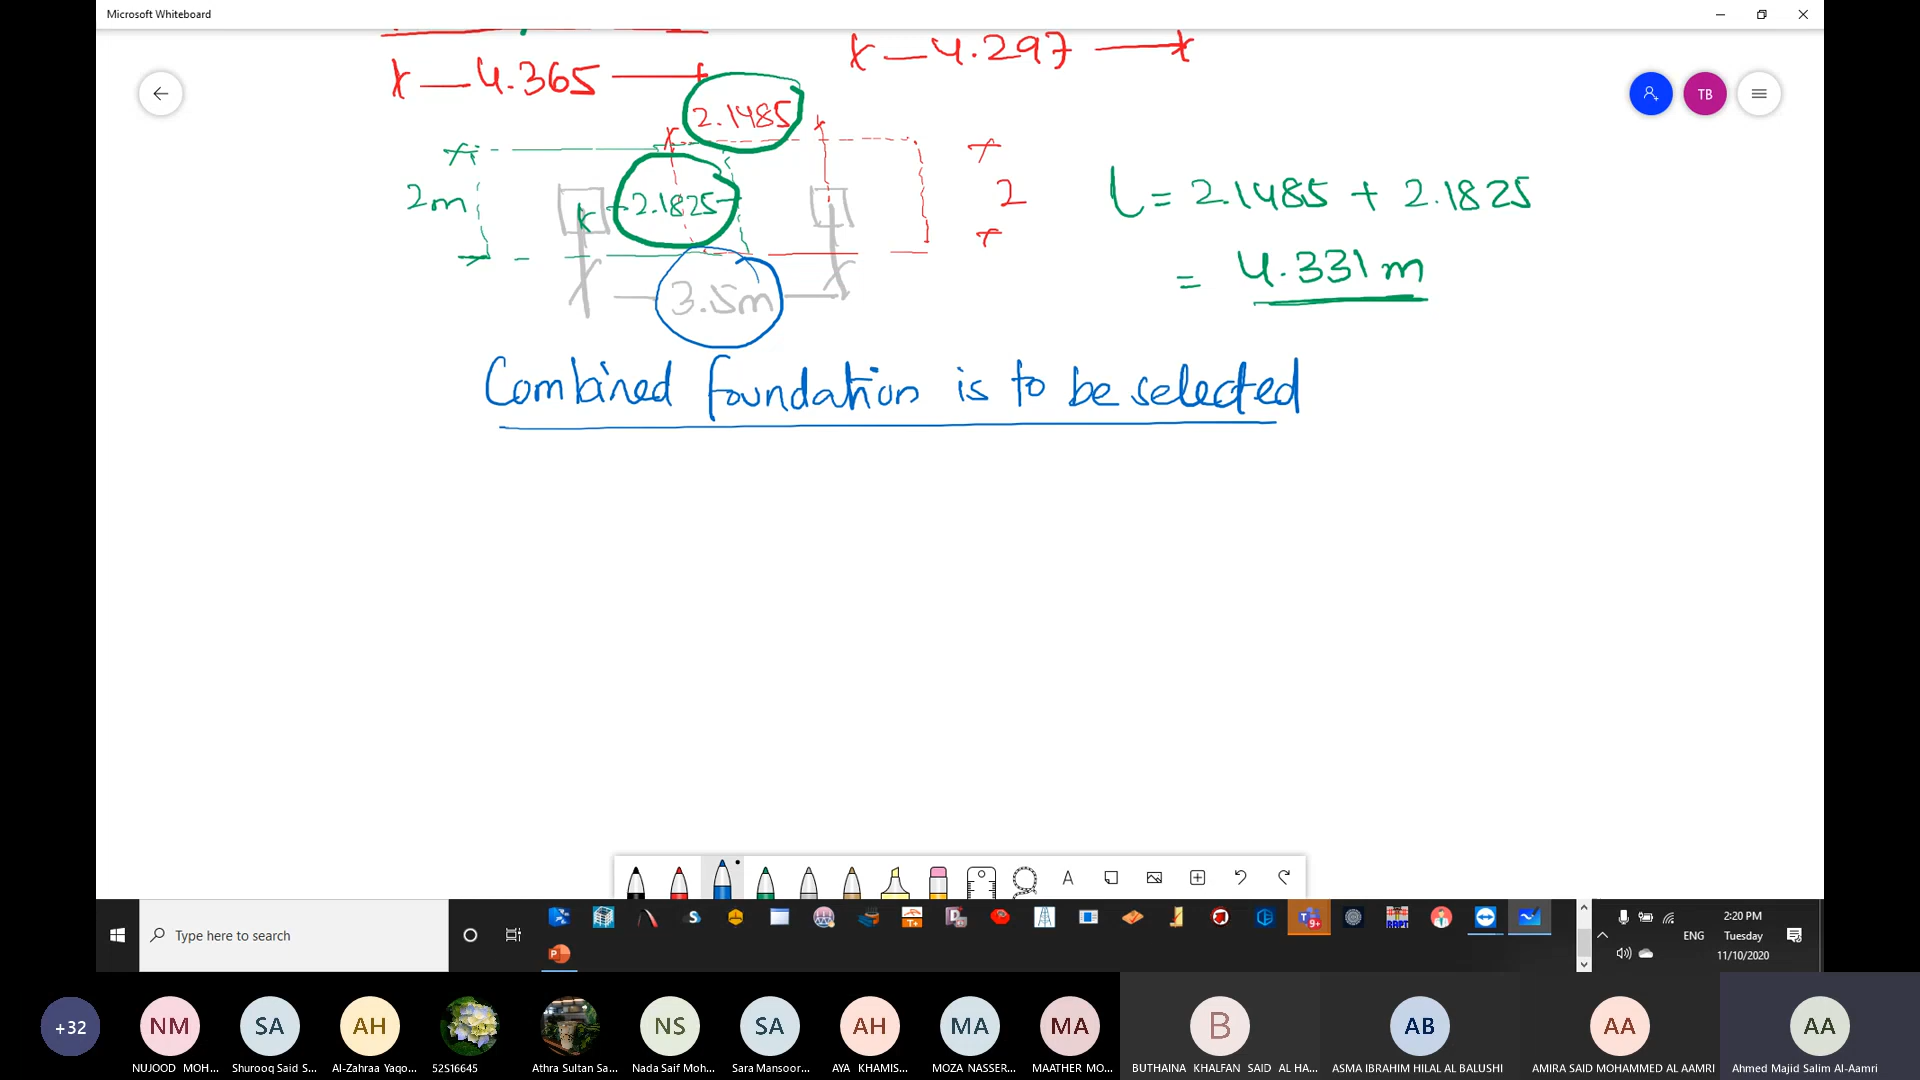 Microsoft Whiteboard
4.365
4.297
2.1485
TB
2m
2.1825
2
l = 2.1485 + 2.1825
= 4.331 m
3.5m
Combined foundation is to be selected
A
Type here to search
9+
ENG
2:20 PM
Tuesday
11/10/2020
+32
NM
SA
AH
NS
SA
AH
MA
MA
B
AB
AA
AA
NUJOOD MOH...
Shurooq Said S...
Al-Zahraa Yaqo...
52S16645
Athra Sultan Sa...
Nada Saif Moh...
Sara Mansoor...
AYA KHAMIS...
MOZA NASSER...
MAATHER MO...
BUTHAINA KHALFAN SAID AL HA...
ASMA IBRAHIM HILAL AL BALUSHI
AMIRA SAID MOHAMMED AL AAMRI
Ahmed Majid Salim Al-Aamri